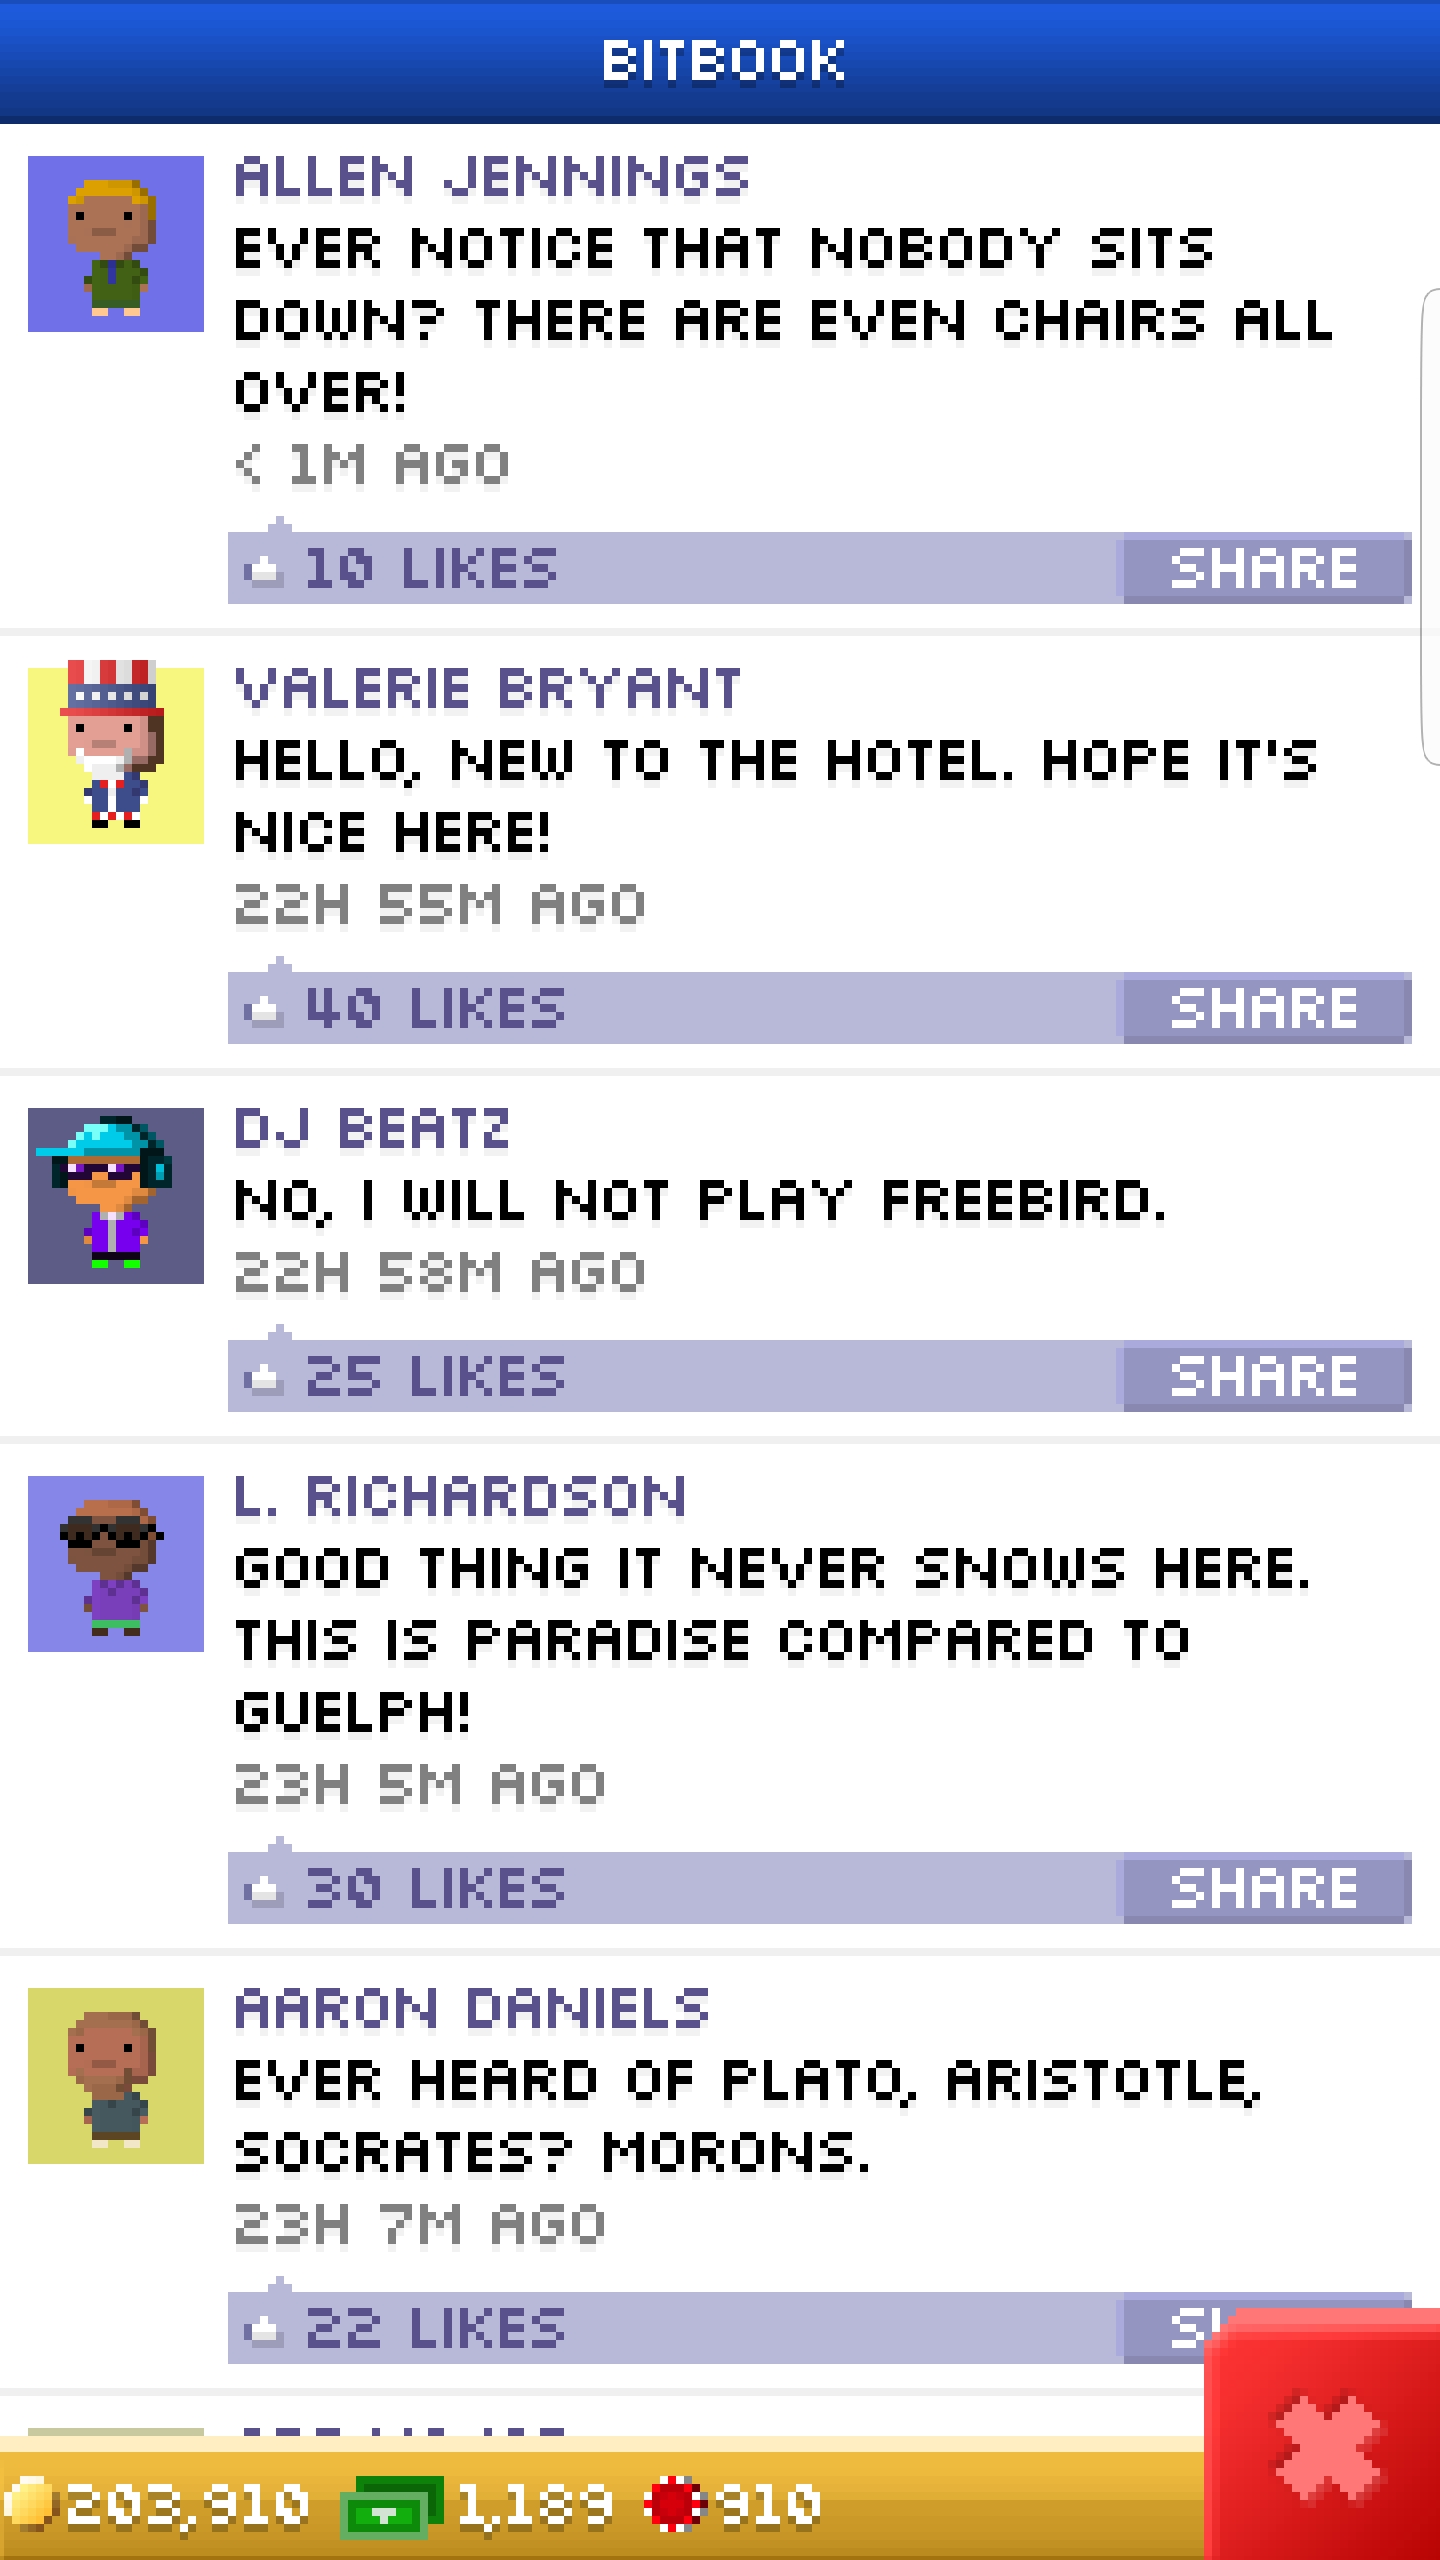 BITBOOK
ALLEN JENNINGS
EVER NOTICE THAT NOBODY SITS
DOWN? THERE ARE EVEN CHAIRS ALL
OVER!
< 1M AGO
10 LIKES SHARE
VALERIE BRYANT
HELLO, NEW TO THE HOTEL. HOPE IT'S
NICE HERE!
22H 55M AGO
40 LIKES SHARE
DJ BEATZ
NO, I WILL NOT PLAY FREEBIRD.
22H 58M AGO
25 LIKES SHARE
L. RICHARDSON
GOOD THING IT NEVER SNOWS HERE.
THIS IS PARADISE COMPARED TO
GUELPH!
23H 5M AGO
30 LIKES SHARE
AARON DANIELS
EVER HEARD OF PLATO, ARISTOTLE,
SOCRATES? MORONS.
23H 7M AGO
22 LIKES
203,910 1,189 910